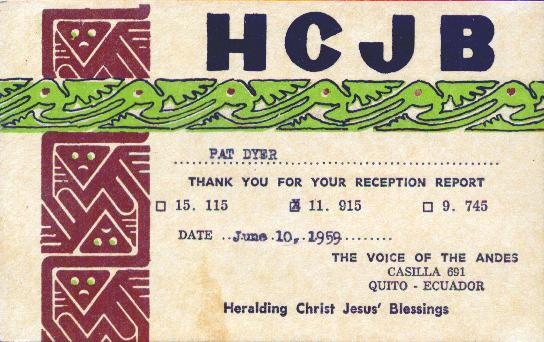 HCJB
PAT DYER
THANK YOU FOR YOUR RECEPTION REPORT
☐ 15. 115 ☒ 11. 915 ☐ 9. 745
DATE June 10, 1959
THE VOICE OF THE ANDES
CASILLA 691
QUITO - ECUADOR
Heralding Christ Jesus' Blessings